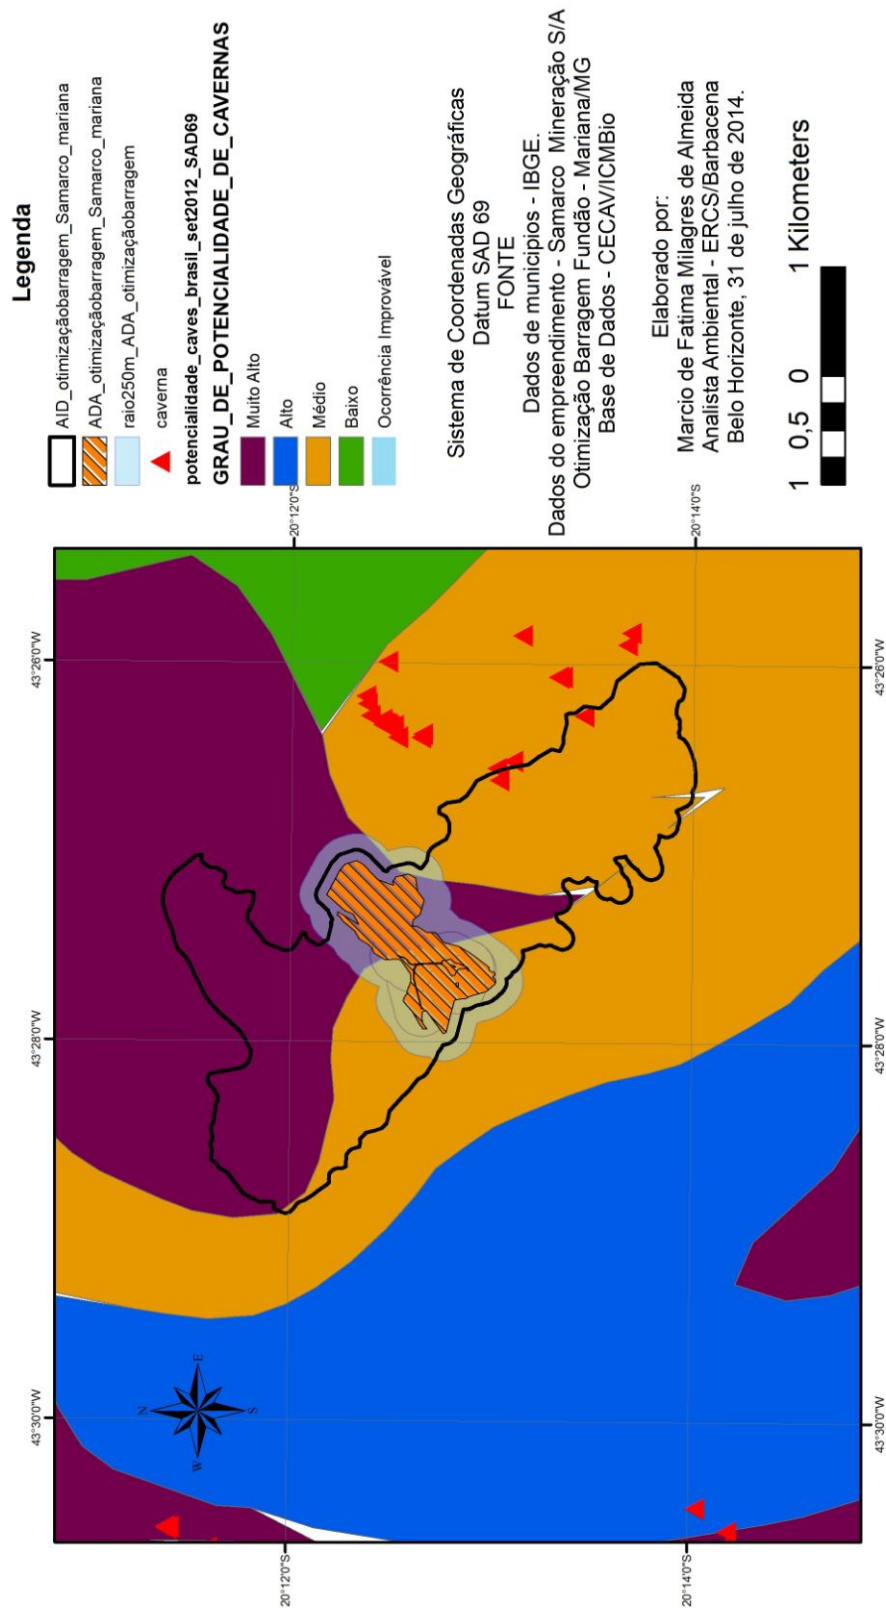 Legenda
AID_otimizaçãobarragem_Samarco_mariana
ADA_otimizaçãobarragem_Samarco_mariana
raio250m_ADA_otimizaçãobarragem
caverna
potencialidade_caves_brasil_set2012_SAD69
GRAU_DE_POTENCIALIDADE_DE_CAVERNAS
Muito Alto
Alto
Médio
Baixo
Ocorrência Improvável
Sistema de Coordenadas Geográficas
Datum SAD 69
FONTE
Dados de municipios - IBGE.
Dados do empreendimento - Samarco Mineração S/A
Otimização Barragem Fundão - Mariana/MG
Base de Dados - CECAV/ICMBio
Elaborado por:
Marcio de Fatima Milagres de Almeida
Analista Ambiental - ERCS/Barbacena
Belo Horizonte, 31 de julho de 2014.
1 0,5 0 1 Kilometers
43°30'0"W 43°28'0"W 43°26'0"W
20°12'0"S 20°12'0"S
N
W E
S
20°14'0"S 20°14'0"S
43°30'0"W 43°28'0"W 43°26'0"W